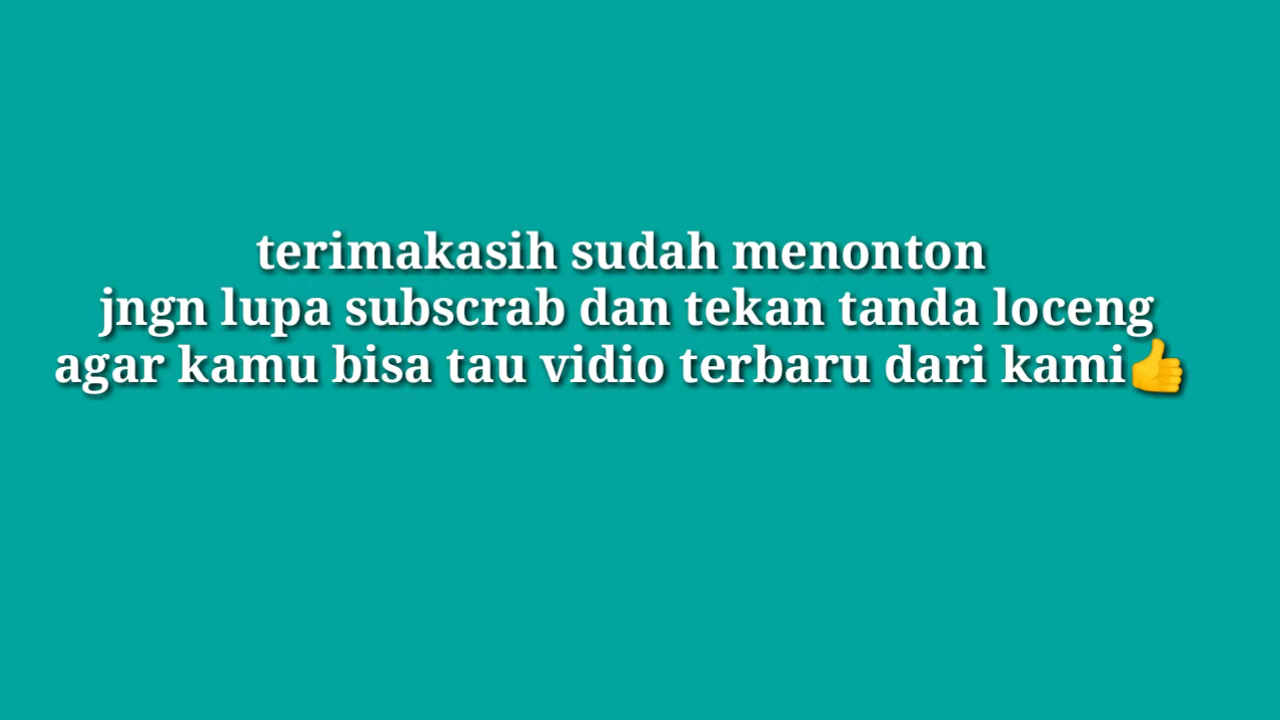 terimakasih sudah menonton
jngn lupa subscrab dan tekan tanda loceng
agar kamu bisa tau vidio terbaru dari kami👍